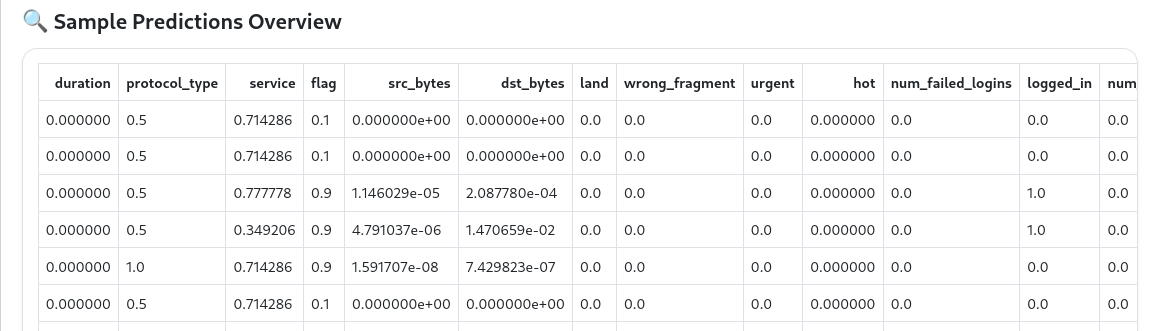 🔍 Sample Predictions Overview
duration protocol_type service flag src_bytes dst_bytes land wrong_fragment urgent hot num_failed_logins logged_in num
0.000000 0.5 0.714286 0.1 0.000000e+00 0.000000e+00 0.0 0.0 0.0 0.000000 0.0 0.0 0.0
0.000000 0.5 0.714286 0.1 0.000000e+00 0.000000e+00 0.0 0.0 0.0 0.000000 0.0 0.0 0.0
0.000000 0.5 0.777778 0.9 1.146029e-05 2.087780e-04 0.0 0.0 0.0 0.000000 0.0 1.0 0.0
0.000000 0.5 0.349206 0.9 4.791037e-06 1.470659e-02 0.0 0.0 0.0 0.000000 0.0 1.0 0.0
0.000000 1.0 0.714286 0.9 1.591707e-08 7.429823e-07 0.0 0.0 0.0 0.000000 0.0 0.0 0.0
0.000000 0.5 0.714286 0.1 0.000000e+00 0.000000e+00 0.0 0.0 0.0 0.000000 0.0 0.0 0.0